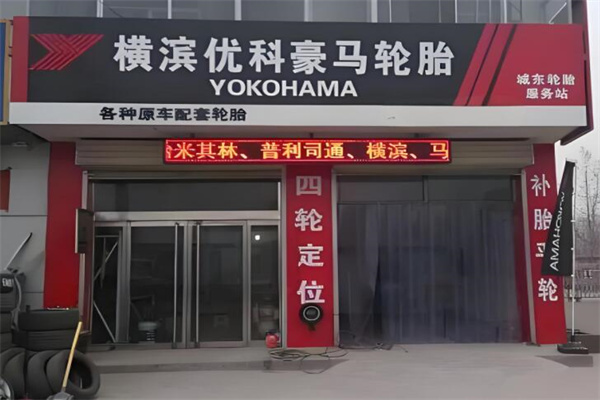 横滨优科豪马轮胎
YOKOHAMA
城东轮胎
服务站
各种原车配套轮胎
米其林、普利司通、横滨、马
四轮定位
补胎平轮
YOKOHAMA